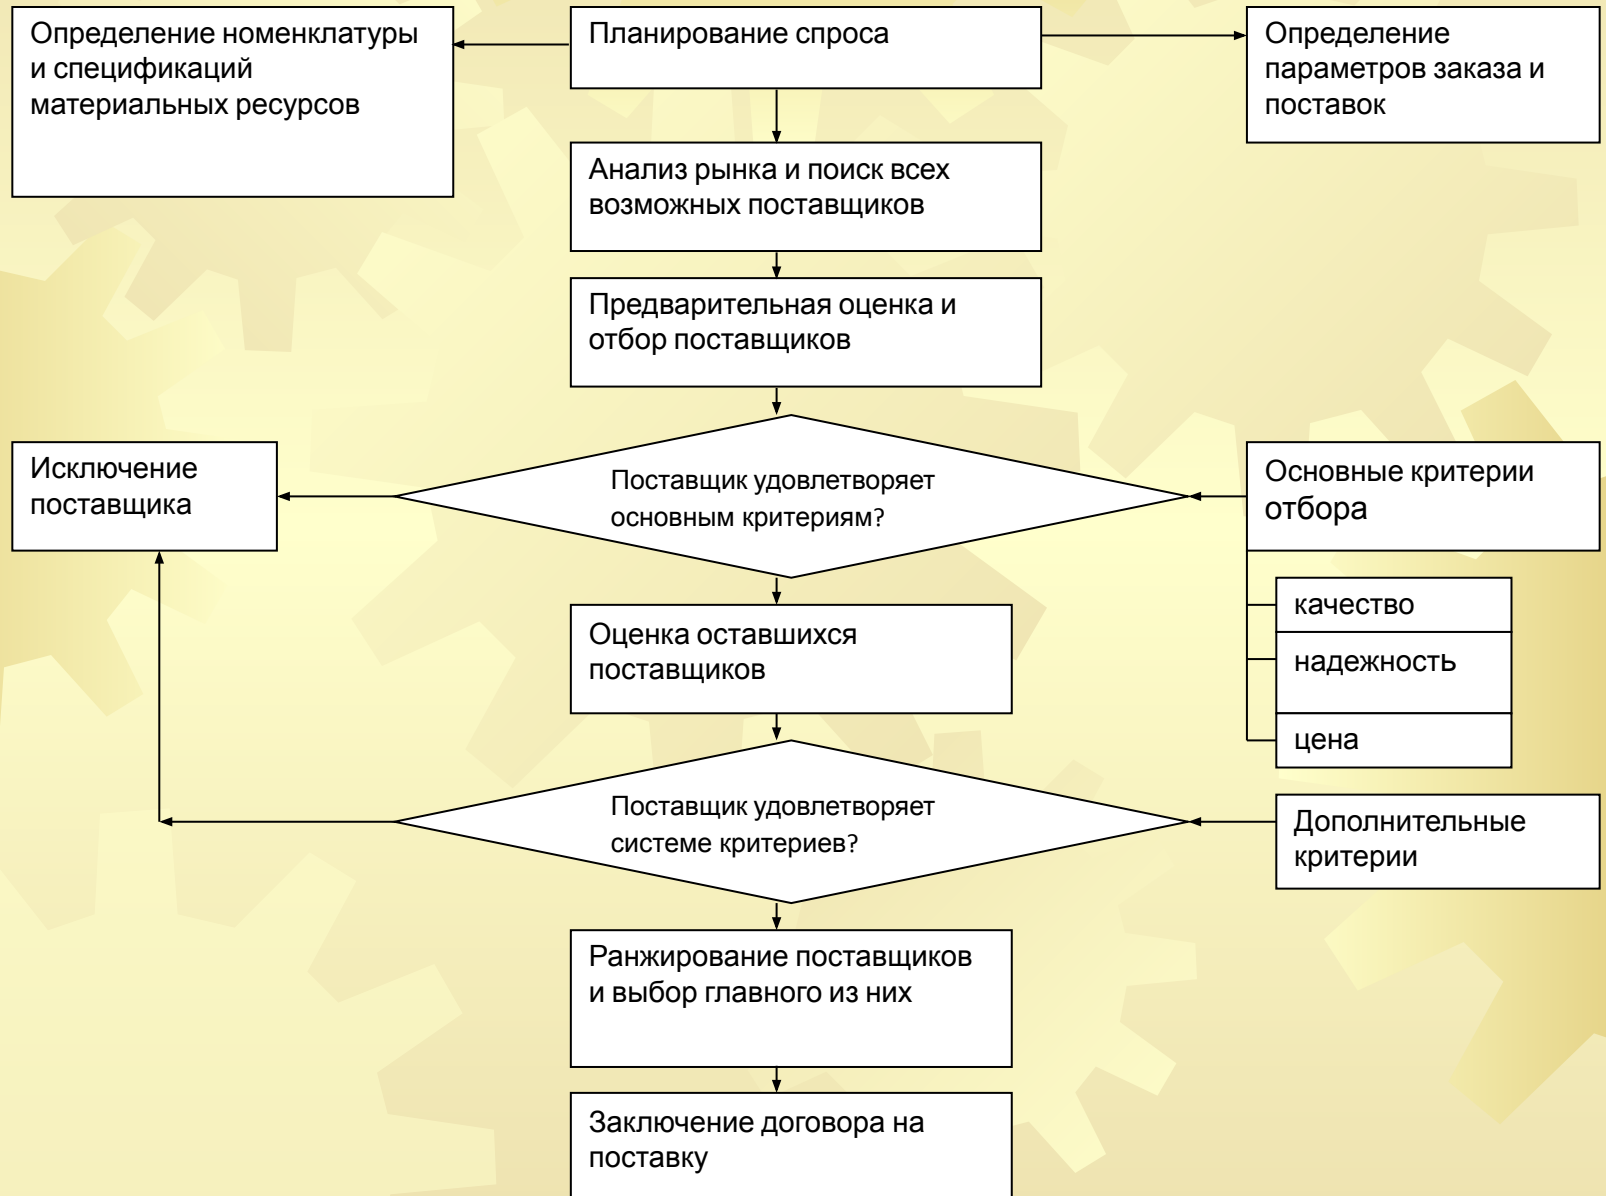 Определение номенклатуры
и спецификаций
материальных ресурсов
Планирование спроса
Определение
параметров заказа и
поставок
Анализ рынка и поиск всех
возможных поставщиков
Предварительная оценка и
отбор поставщиков
Исключение
поставщика
Поставщик удовлетворяет
основным критериям?
Основные критерии
отбора
качество
надежность
цена
Оценка оставшихся
поставщиков
Поставщик удовлетворяет
системе критериев?
Дополнительные
критерии
Ранжирование поставщиков
и выбор главного из них
Заключение договора на
поставку